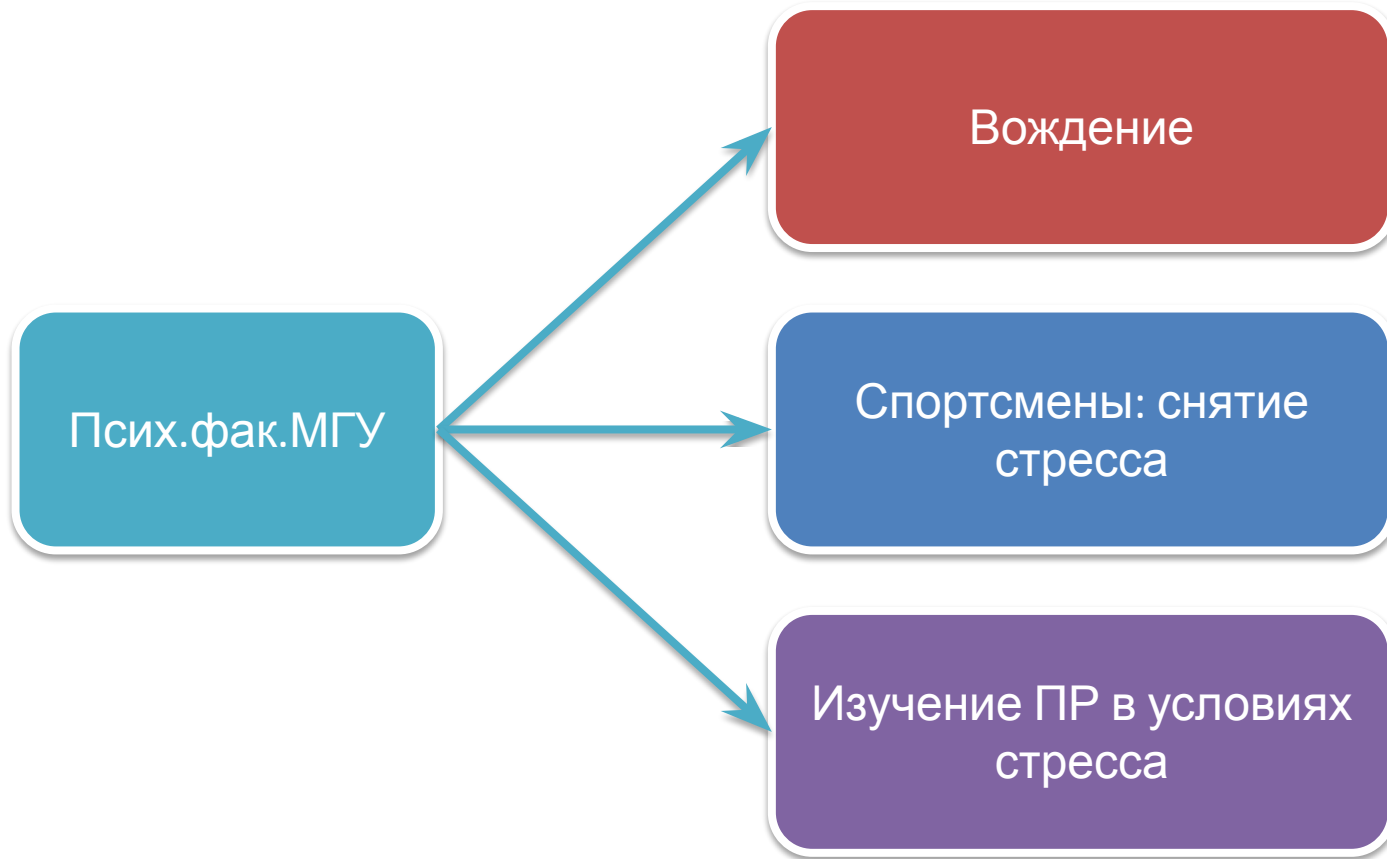 Вождение
Псих.фак.МГУ
Спортсмены: снятие
стресса
Изучение ПР в условиях
стресса